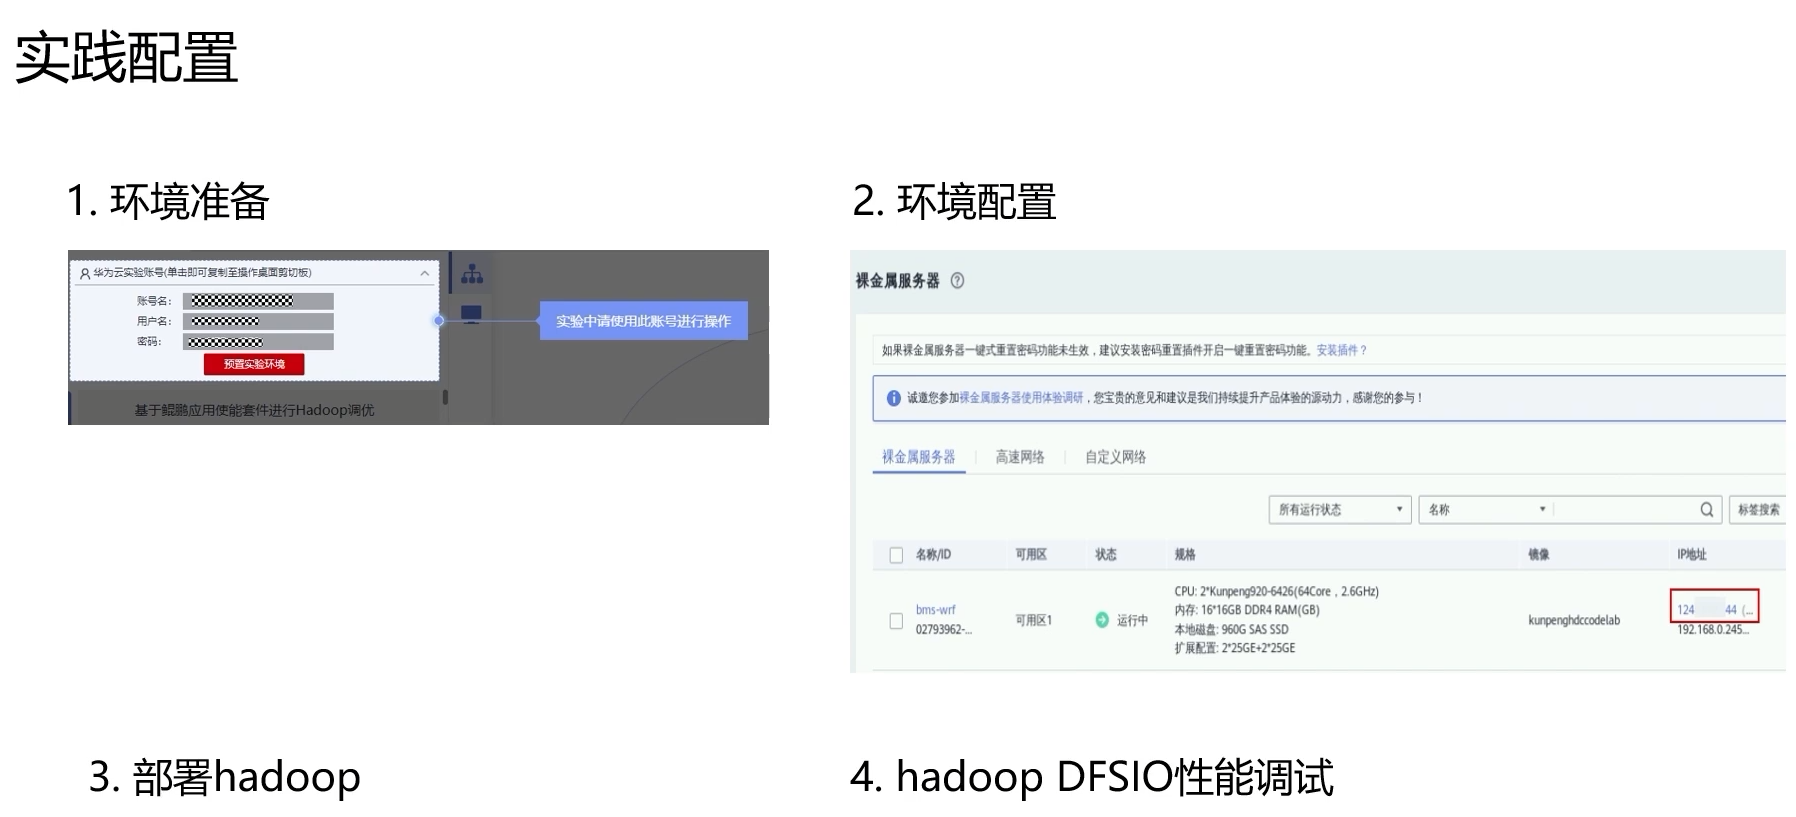 实践配置
1. 环境准备
华为云实验账号(单击即可复制至操作桌面剪切板)
账号名:
用户名:
密码:
预置实验环境
实验中请使用此账号进行操作
基于鲲鹏应用使能套件进行Hadoop调优
2. 环境配置
裸金属服务器
如果裸金属服务器一键式重置密码功能未生效，建议安装密码重置插件开启一键重置密码功能。安装插件？
诚邀您参加裸金属服务器使用体验调研，您宝贵的意见和建议是我们持续提升产品体验的源动力，感谢您的参与！
裸金属服务器 高速网络 自定义网络
所有运行状态 名称 标签搜索
名称/ID 可用区 状态 规格 镜像 IP地址
CPU: 2*Kunpeng920-6426(64Core，2.6GHz)
bms-wrf 内存: 16*16GB DDR4 RAM(GB) 124 44 (...
可用区1 运行中 kunpenghdccodelab
02793962-... 本地磁盘: 960G SAS SSD 192.168.0.245...
扩展配置: 2*25GE+2*25GE
3. 部署hadoop
4. hadoop DFSIO性能调试